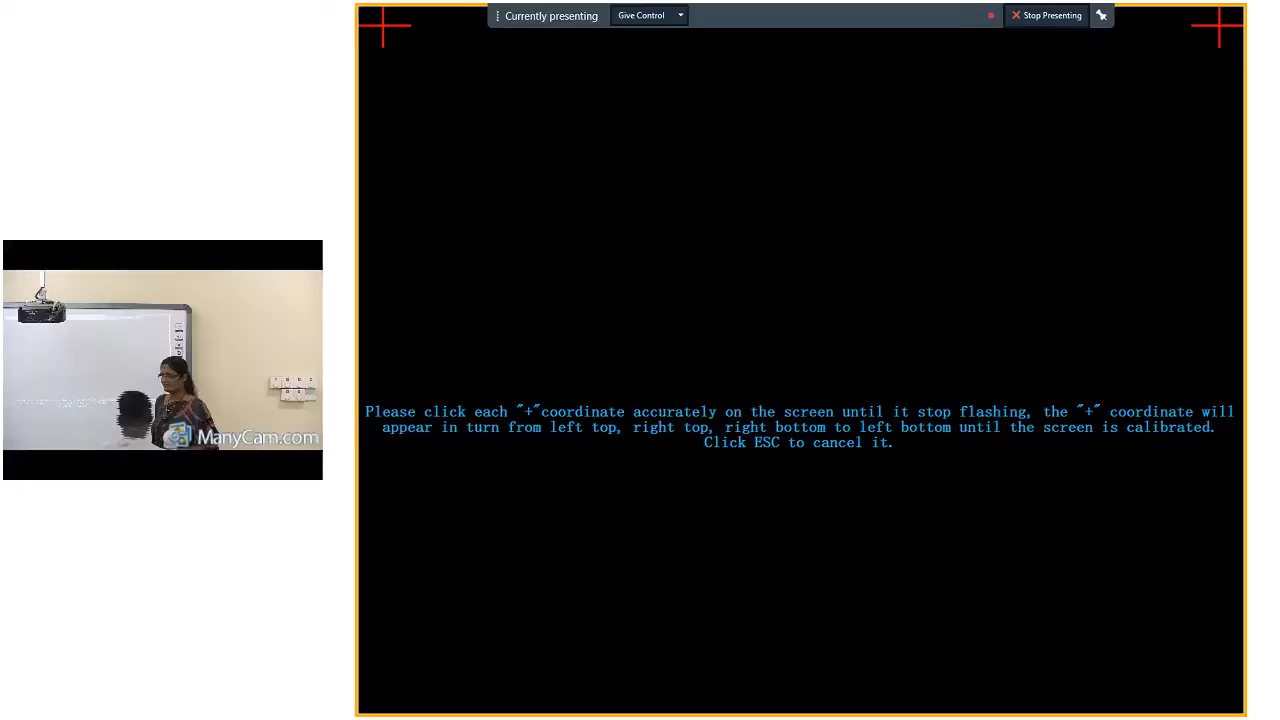 Currently presenting
Give Control
Stop Presenting
Please click each "+"coordinate accurately on the screen until it stop flashing, the "+" coordinate will
appear in turn from left top, right top, right bottom to left bottom until the screen is calibrated.
Click ESC to cancel it.
ManyCam.com